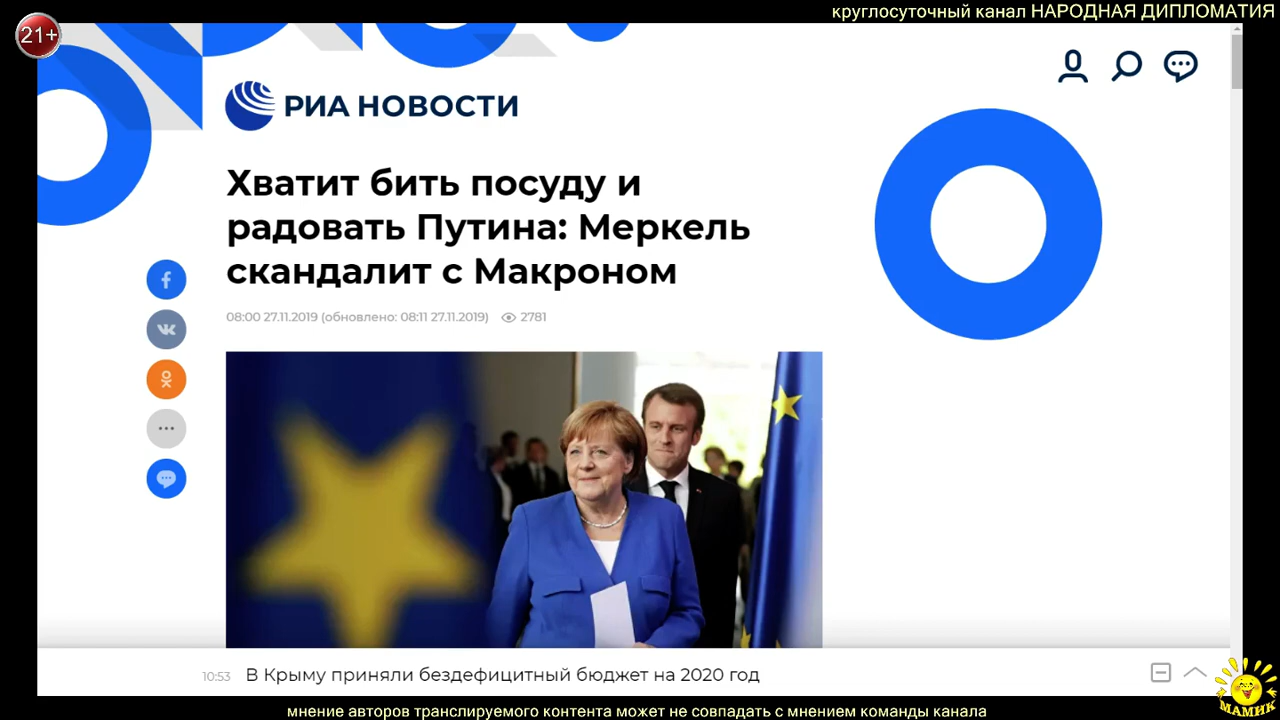 круглосуточный канал НАРОДНАЯ ДИПЛОМАТИЯ
21+
РИА НОВОСТИ
Хватит бить посуду и
радовать Путина: Меркель
скандалит с Макроном
08:00 27.11.2019 (обновлено: 08:11 27.11.2019) 2781
10:53 В Крыму приняли бездефицитный бюджет на 2020 год
МАМИК
мнение авторов транслируемого контента может не совпадать с мнением команды канала